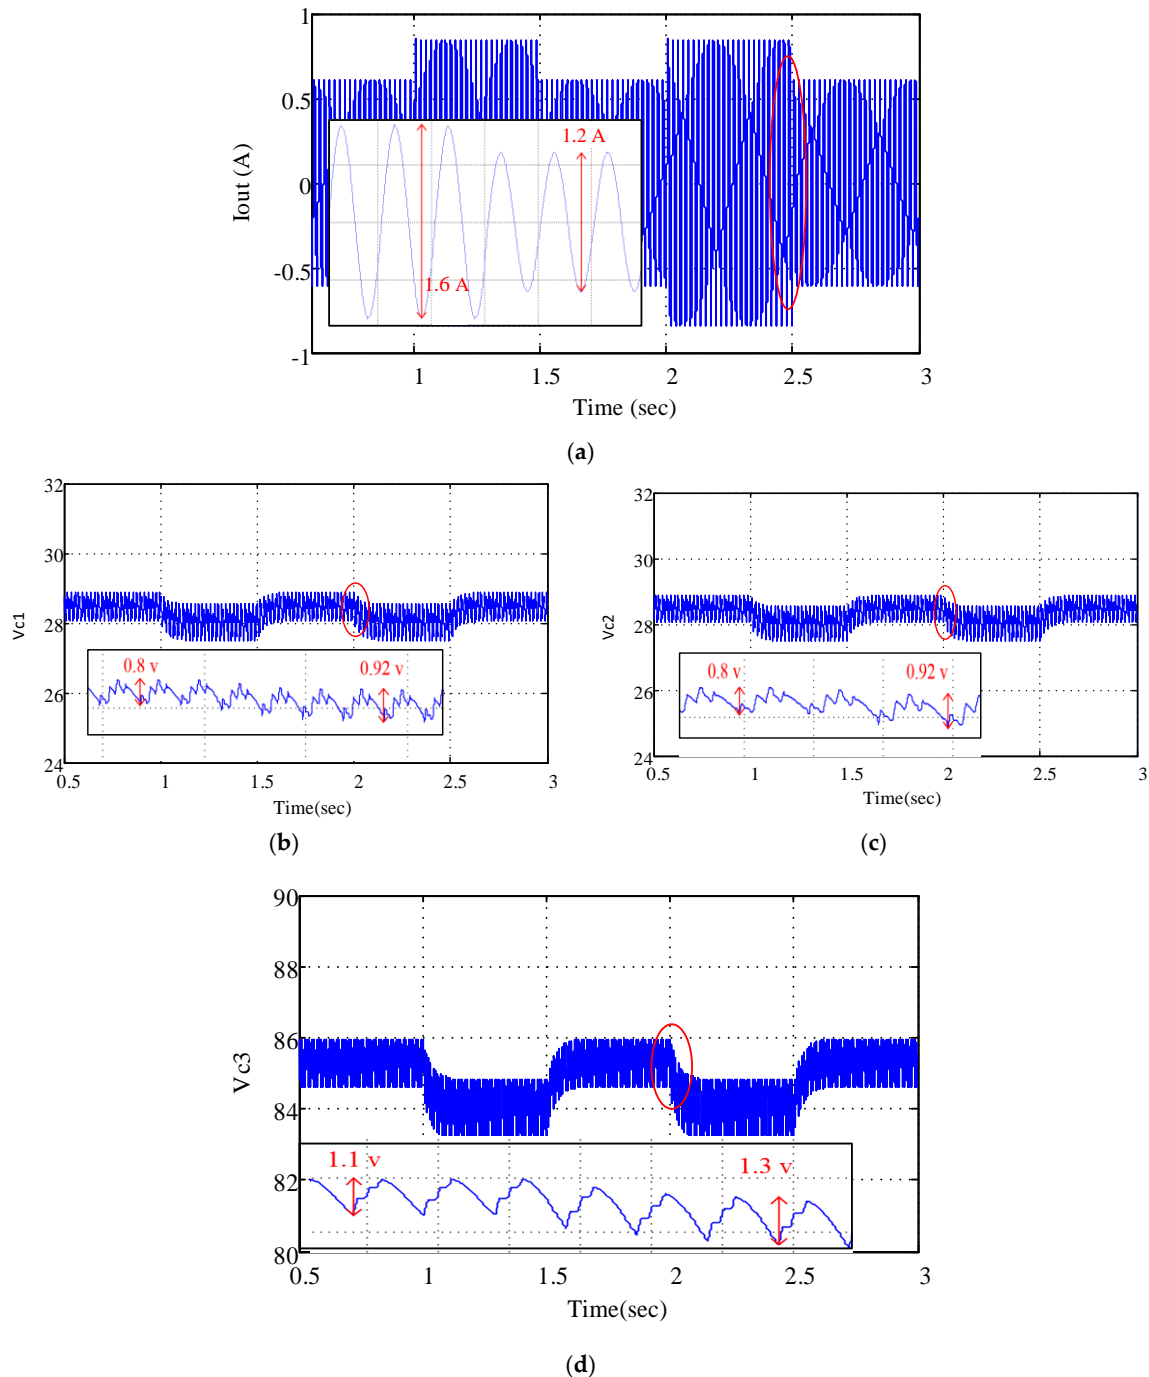 1
0.5
0
-0.5
-1
Iout (A)
1.2 A
1.6 A
1
1.5
2
2.5
3
Time (sec)
(a)
32
30
28
26
24
Vc1
0.8 v
0.92 v
0.5
1
1.5
2
2.5
3
Time(sec)
(b)
32
30
28
26
24
Vc2
0.8 v
0.92 v
0.5
1
1.5
2
2.5
3
Time(sec)
(c)
90
88
86
84
82
80
Vc3
1.1 v
1.3 v
0.5
1
1.5
2
2.5
3
Time(sec)
(d)